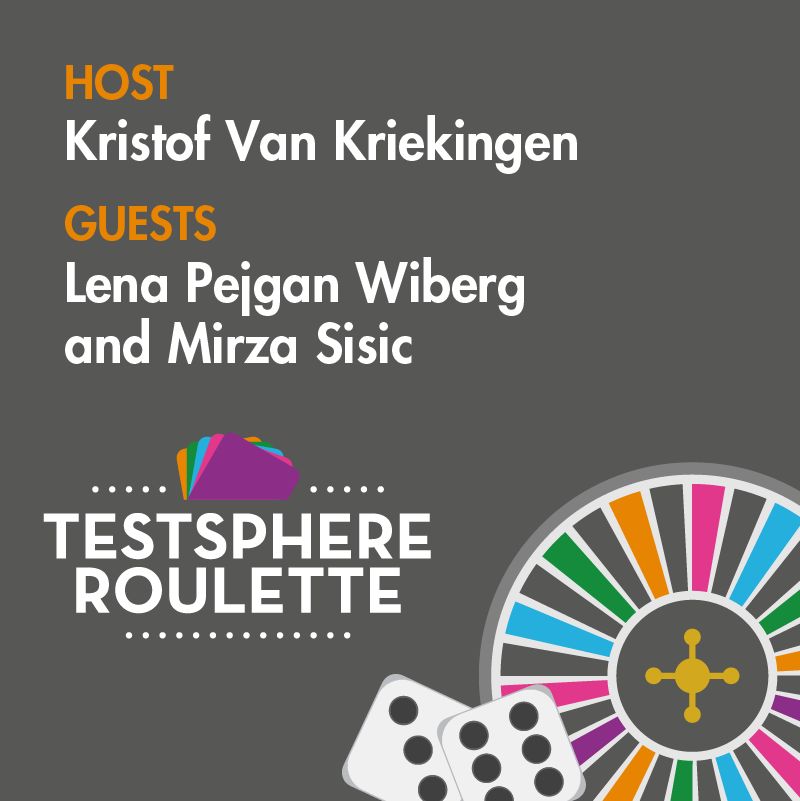 HOST
Kristof Van Kriekingen
GUESTS
Lena Pejgan Wiberg
and Mirza Sisic
TESTSPHERE
ROULETTE